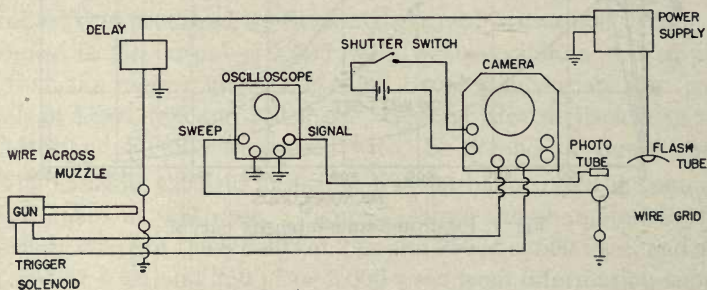 DELAY
POWER
SUPPLY
SHUTTER SWITCH
CAMERA
OSCILLOSCOPE
SWEEP
SIGNAL
PHOTO
TUBE
FLASH
TUBE
WIRE ACROSS
MUZZLE
WIRE GRID
GUN
TRIGGER
SOLENOID